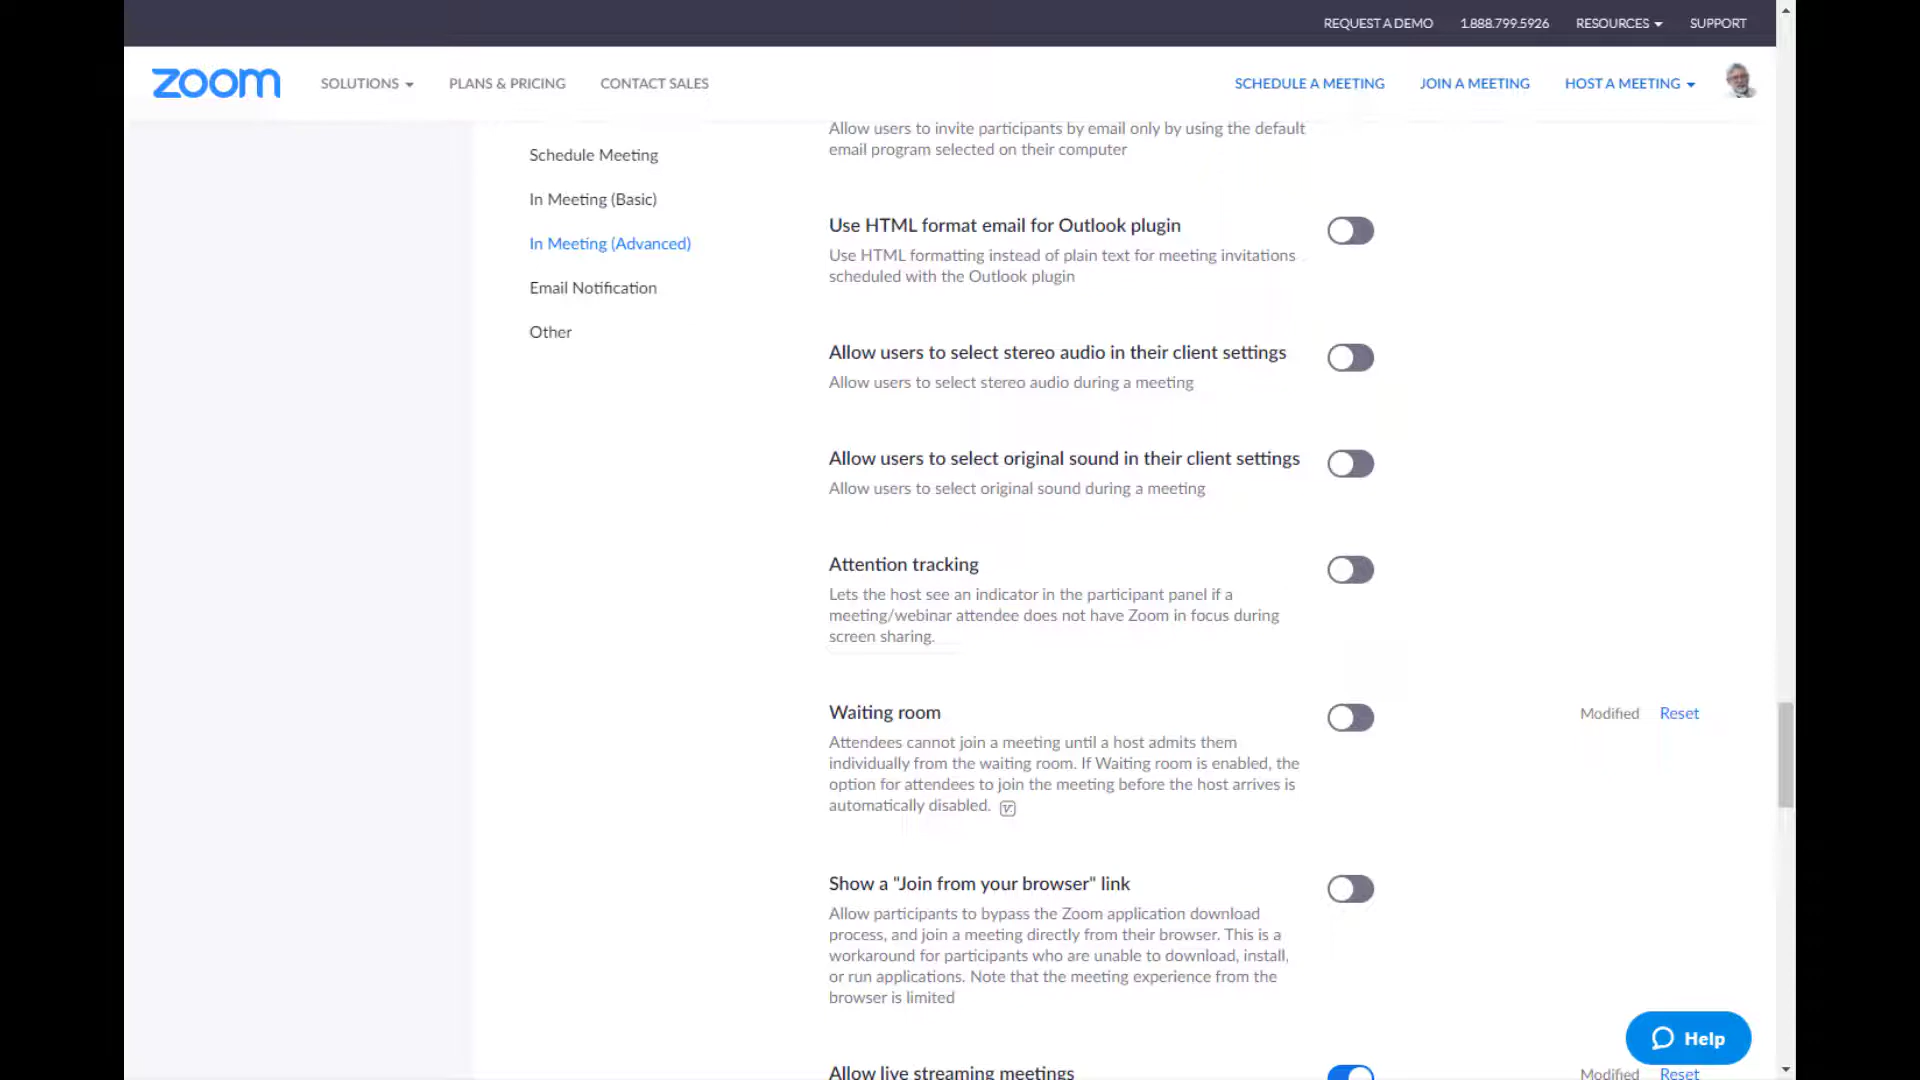 REQUEST A DEMO 1.888.799.5926 RESOURCES SUPPORT
zoom SOLUTIONS PLANS & PRICING CONTACT SALES SCHEDULE A MEETING JOIN A MEETING HOST A MEETING
Schedule Meeting
In Meeting (Basic)
In Meeting (Advanced)
Email Notification
Other
Allow users to invite participants by email only by using the default
email program selected on their computer
Use HTML format email for Outlook plugin
Use HTML formatting instead of plain text for meeting invitations
scheduled with the Outlook plugin
Allow users to select stereo audio in their client settings
Allow users to select stereo audio during a meeting
Allow users to select original sound in their client settings
Allow users to select original sound during a meeting
Attention tracking
Lets the host see an indicator in the participant panel if a
meeting/webinar attendee does not have Zoom in focus during
screen sharing.
Waiting room Modified Reset
Attendees cannot join a meeting until a host admits them
individually from the waiting room. If Waiting room is enabled, the
option for attendees to join the meeting before the host arrives is
automatically disabled.
Show a "Join from your browser" link
Allow participants to bypass the Zoom application download
process, and join a meeting directly from their browser. This is a
workaround for participants who are unable to download, install,
or run applications. Note that the meeting experience from the
browser is limited
Help
Allow live streaming meetings Modified Reset